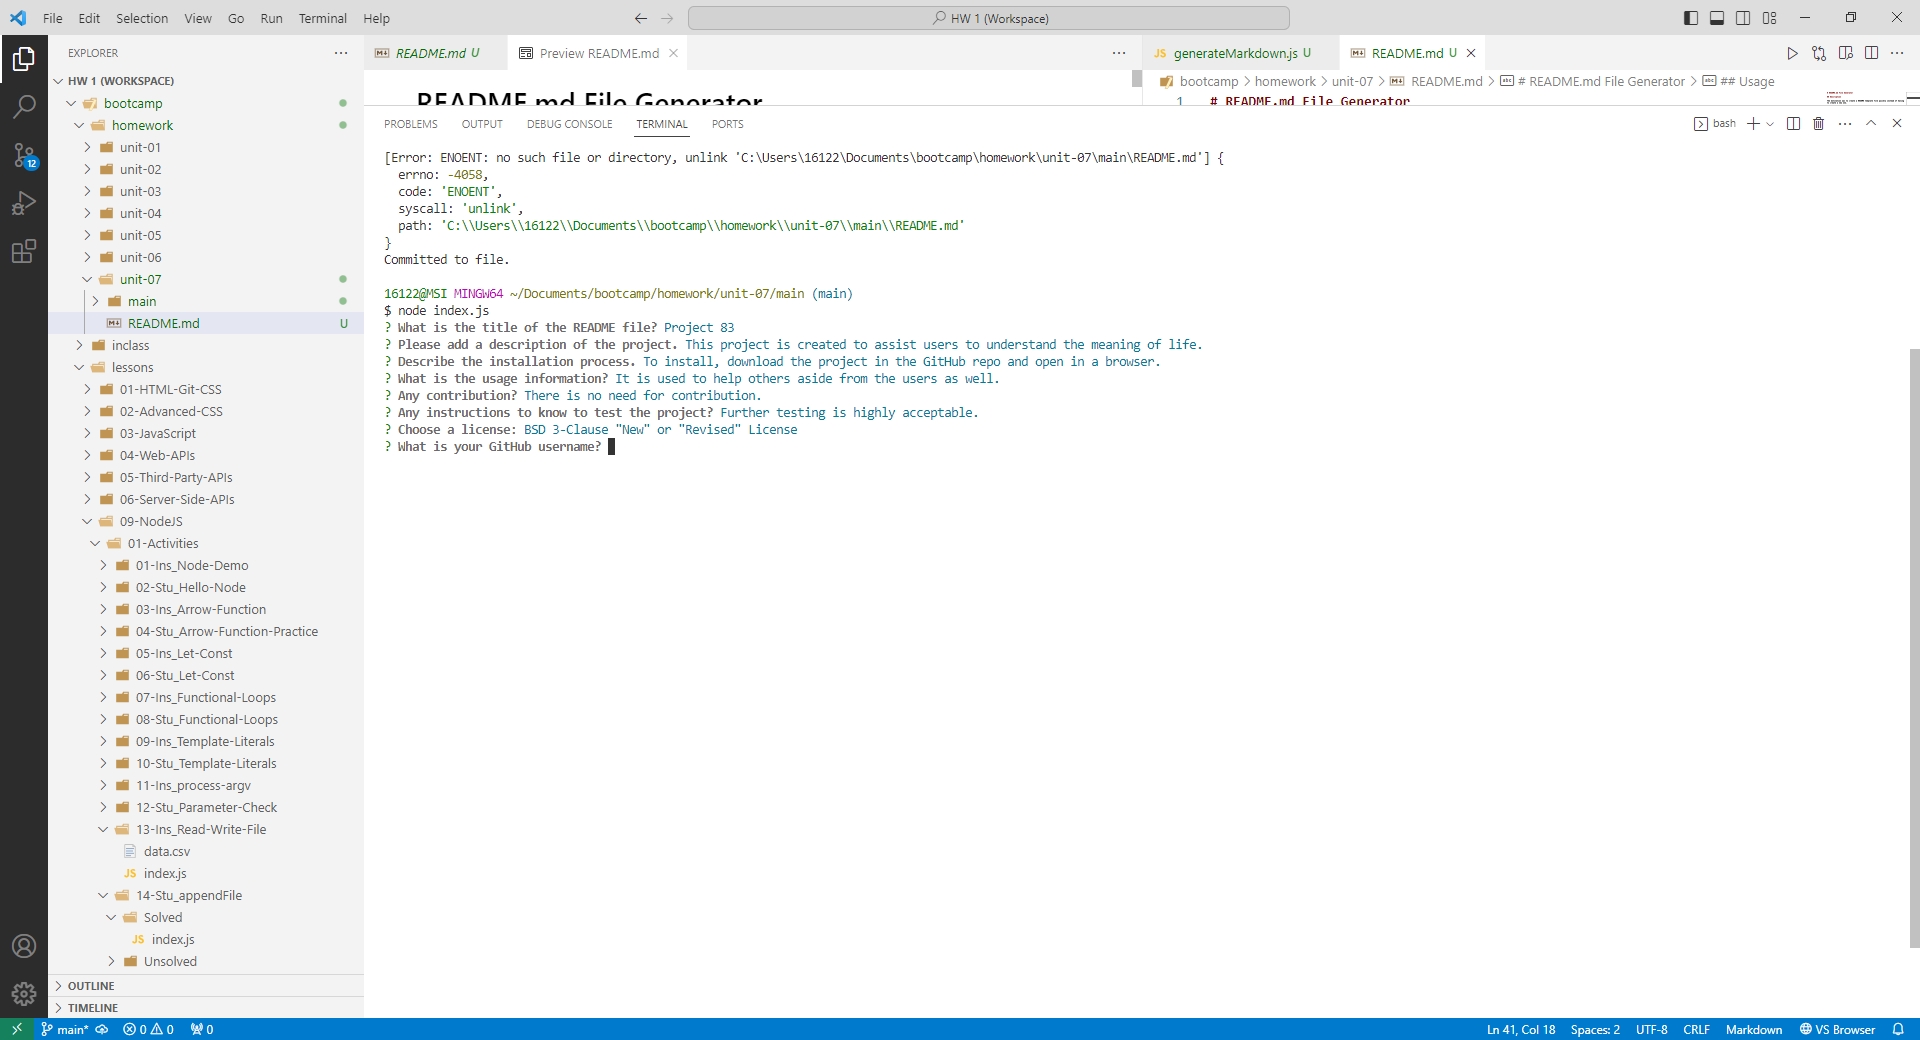 File Edit Selection View Go Run Terminal Help
HW 1 (Workspace)
EXPLORER
README.md U
Preview README.md
generateMarkdown.js U
README.md U
HW 1 (WORKSPACE)
bootcamp > homework > unit-07 > README.md > # README.md File Generator > ## Usage
README.md File Generator
1 # README.md File Generator
bootcamp
homework
unit-01
unit-02
unit-03
unit-04
unit-05
unit-06
unit-07
main
README.md U
inclass
lessons
01-HTML-Git-CSS
02-Advanced-CSS
03-JavaScript
04-Web-APIs
05-Third-Party-APIs
06-Server-Side-APIs
09-NodeJS
01-Activities
01-Ins_Node-Demo
02-Stu_Hello-Node
03-Ins_Arrow-Function
04-Stu_Arrow-Function-Practice
05-Ins_Let-Const
06-Stu_Let-Const
07-Ins_Functional-Loops
08-Stu_Functional-Loops
09-Ins_Template-Literals
10-Stu_Template-Literals
11-Ins_process-argv
12-Stu_Parameter-Check
13-Ins_Read-Write-File
data.csv
JS index.js
14-Stu_appendFile
Solved
JS index.js
Unsolved
OUTLINE
TIMELINE
12
PROBLEMS OUTPUT DEBUG CONSOLE TERMINAL PORTS
bash
[Error: ENOENT: no such file or directory, unlink 'C:\Users\16122\Documents\bootcamp\homework\unit-07\main\README.md'] {
errno: -4058,
code: 'ENOENT',
syscall: 'unlink',
path: 'C:\\Users\\16122\\Documents\\bootcamp\\homework\\unit-07\\main\\README.md'
}
Committed to file.
16122@MSI MINGW64 ~/Documents/bootcamp/homework/unit-07/main (main)
$ node index.js
? What is the title of the README file? Project 83
? Please add a description of the project. This project is created to assist users to understand the meaning of life.
? Describe the installation process. To install, download the project in the GitHub repo and open in a browser.
? What is the usage information? It is used to help others aside from the users as well.
? Any contribution? There is no need for contribution.
? Any instructions to know to test the project? Further testing is highly acceptable.
? Choose a license: BSD 3-Clause "New" or "Revised" License
? What is your GitHub username?
main* 0 0 0
Ln 41, Col 18 Spaces: 2 UTF-8 CRLF Markdown VS Browser